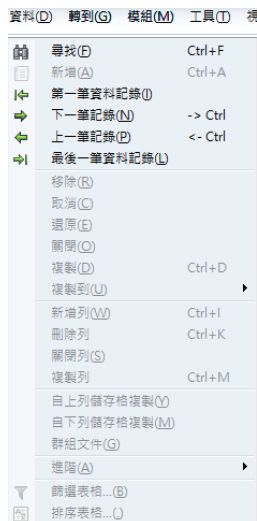 資料(D) 轉到(G) 模組(M) 工具(T)
尋找(F) Ctrl+F
新增(A) Ctrl+A
第一筆資料記錄(I)
下一筆記錄(N) -> Ctrl
上一筆記錄(P) <- Ctrl
最後一筆資料記錄(L)
移除(R)
取消(C)
還原(E)
關閉(O)
複製(D) Ctrl+D
複製到(U)
新增列(W) Ctrl+I
刪除列 Ctrl+K
關閉列(S)
複製列 Ctrl+M
自上列儲存格複製(Y)
自下列儲存格複製(M)
群組文件(G)
進階(A)
篩選表格...(B)
排序表格...(.)